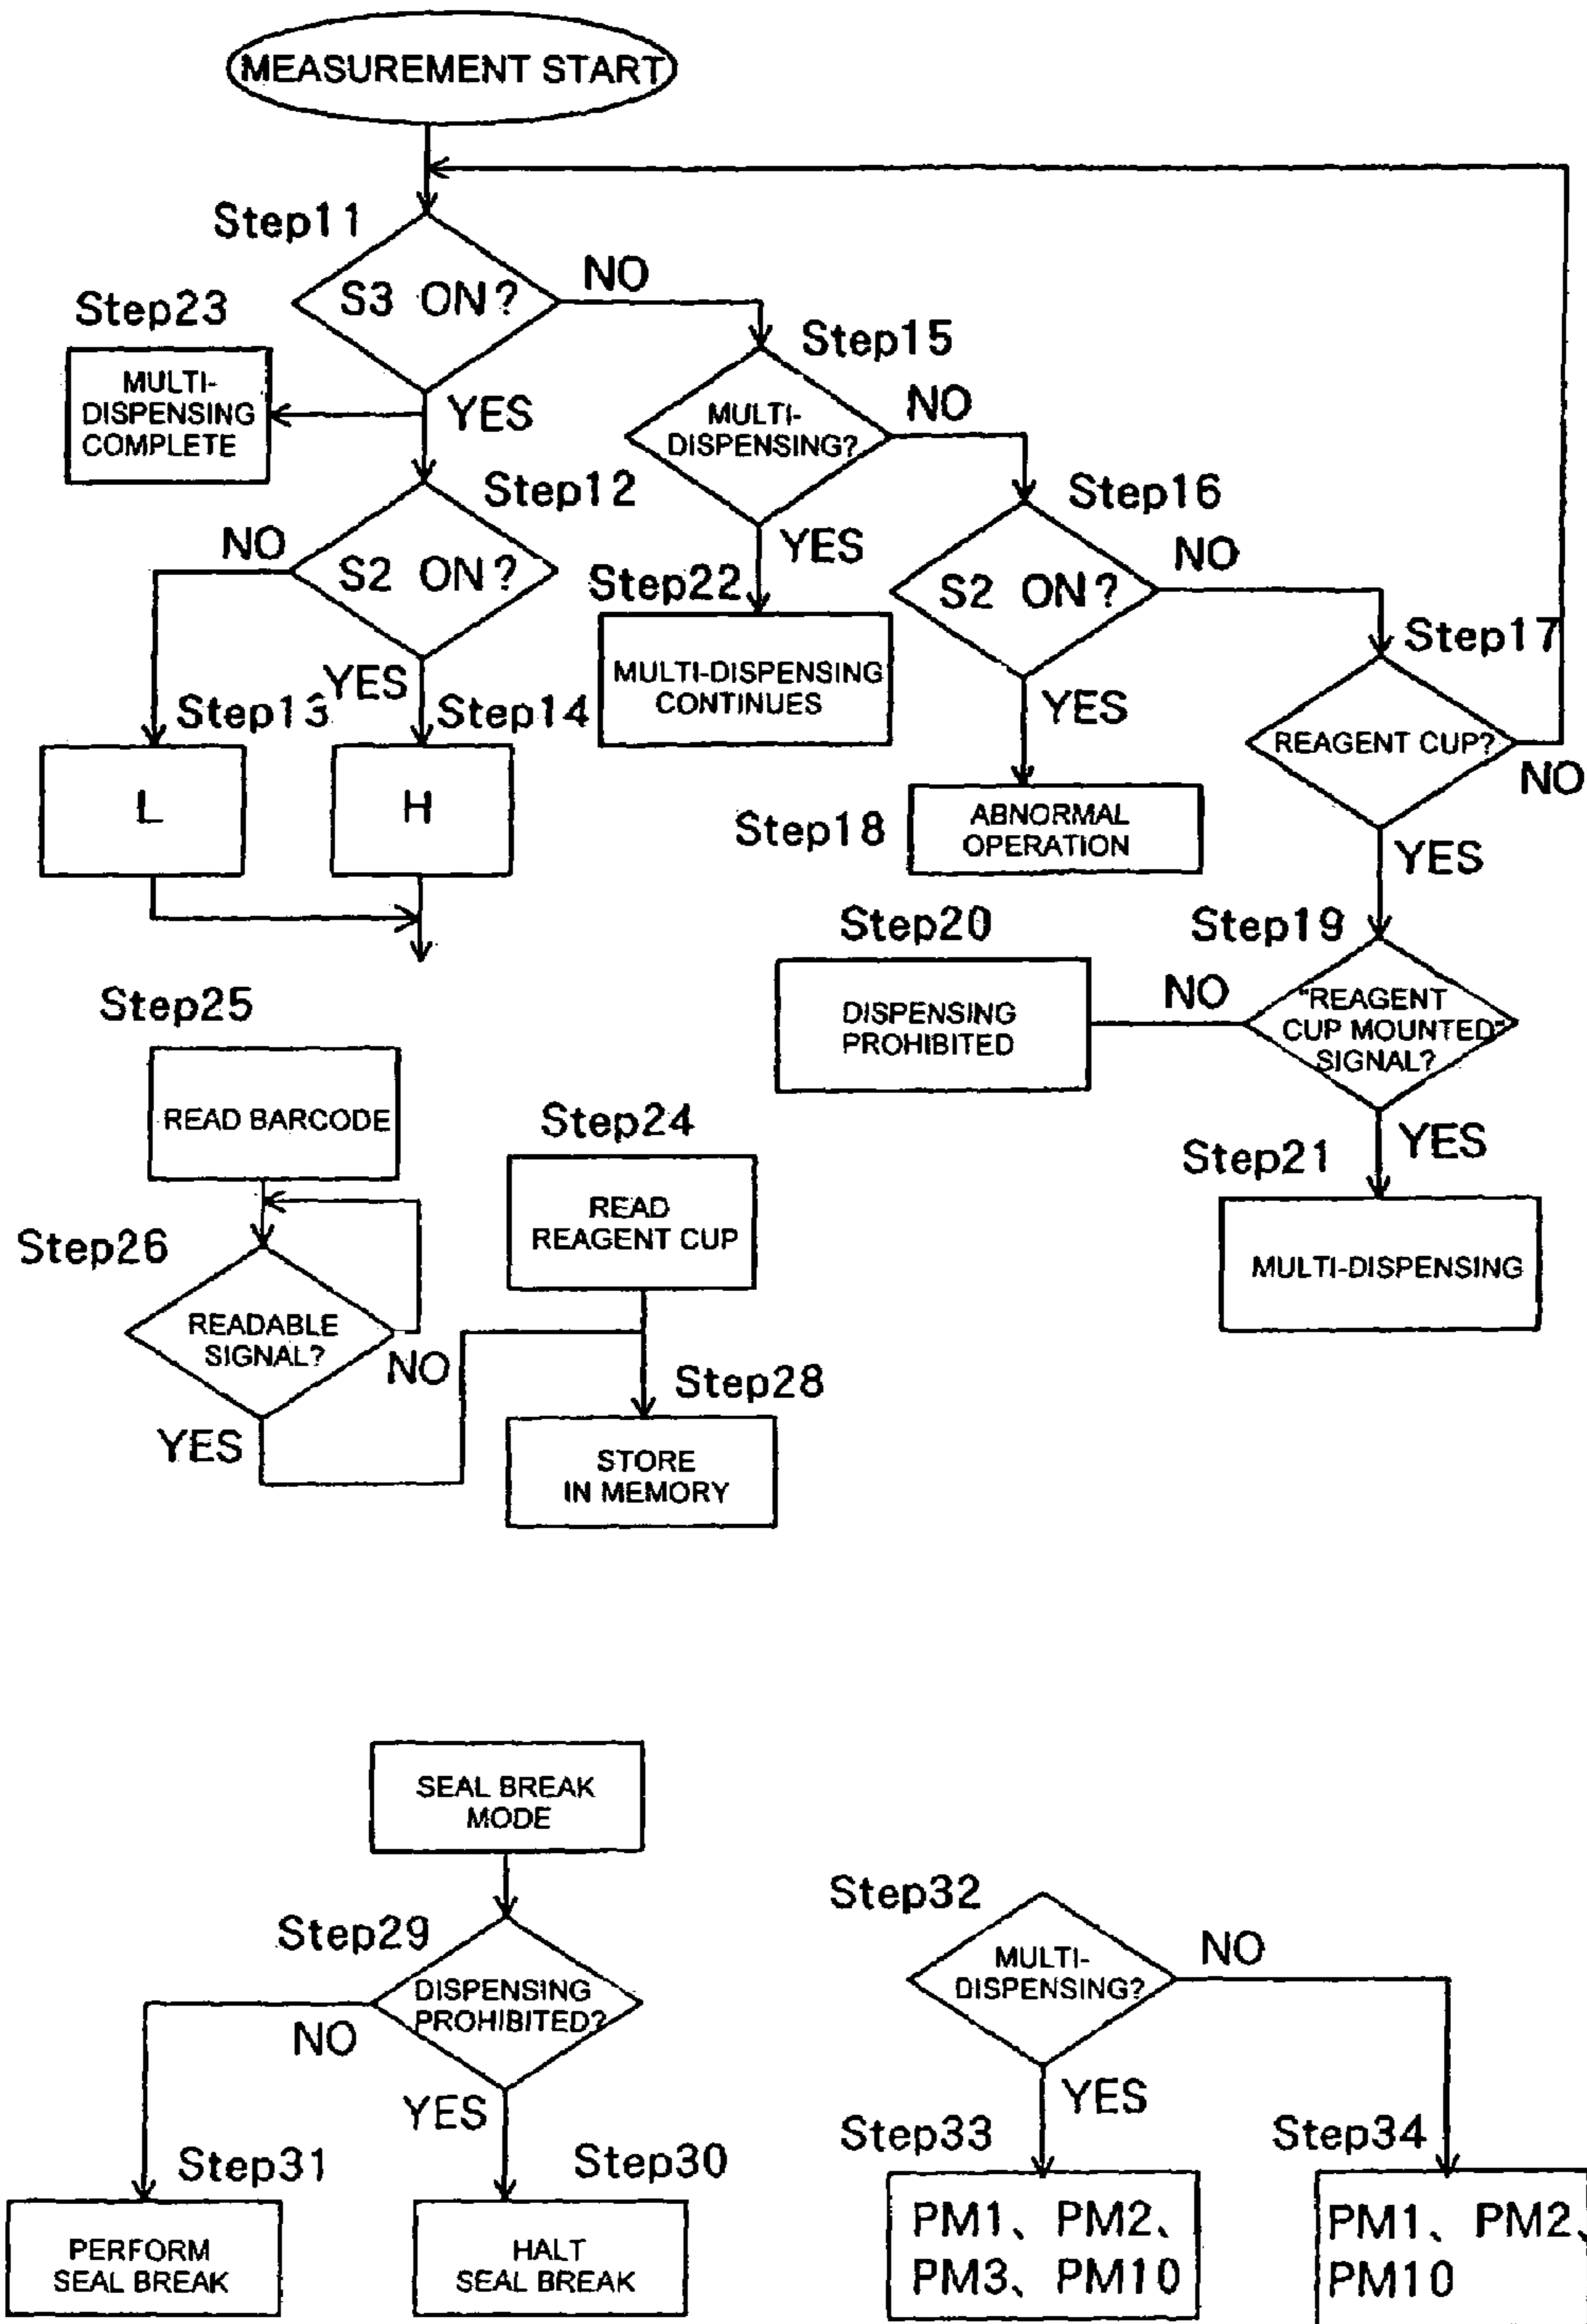 MEASUREMENT START
Step11
S3 ON?
NO
YES
Step23
MULTI-
DISPENSING
COMPLETE
Step15
MULTI-
DISPENSING?
NO
YES
Step12
S2 ON?
NO
YES
Step16
S2 ON?
NO
YES
Step22
MULTI-DISPENSING
CONTINUES
Step17
REAGENT CUP?
NO
YES
Step13
L
Step14
H
Step18
ABNORMAL
OPERATION
Step19
"REAGENT
CUP MOUNTED"
SIGNAL?
NO
YES
Step20
DISPENSING
PROHIBITED
Step21
MULTI-DISPENSING
Step25
READ BARCODE
Step26
READABLE
SIGNAL?
NO
YES
Step24
READ
REAGENT CUP
Step28
STORE
IN MEMORY
SEAL BREAK
MODE
Step29
DISPENSING
PROHIBITED?
NO
YES
Step31
PERFORM
SEAL BREAK
Step30
HALT
SEAL BREAK
Step32
MULTI-
DISPENSING?
NO
YES
Step33
PM1、PM2、
PM3、PM10
Step34
PM1、PM2、
PM10